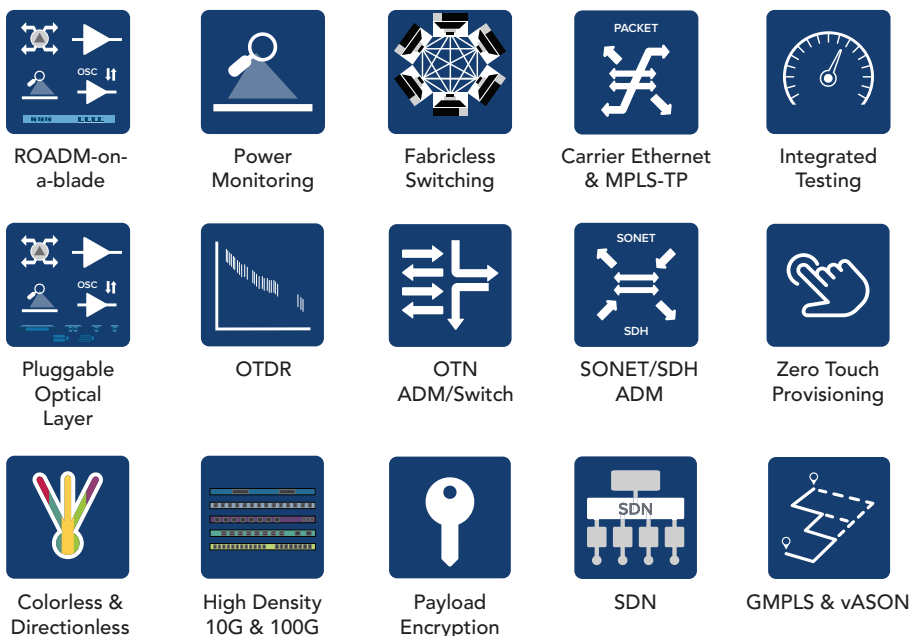 OSC
PACKET
ROADM-on-
a-blade
Power
Monitoring
Fabricless
Switching
Carrier Ethernet
& MPLS-TP
Integrated
Testing
OSC
SONET
SDH
Pluggable
Optical
Layer
OTDR
OTN
ADM/Switch
SONET/SDH
ADM
Zero Touch
Provisioning
SDN
Colorless &
Directionless
High Density
10G & 100G
Payload
Encryption
SDN
GMPLS & vASON